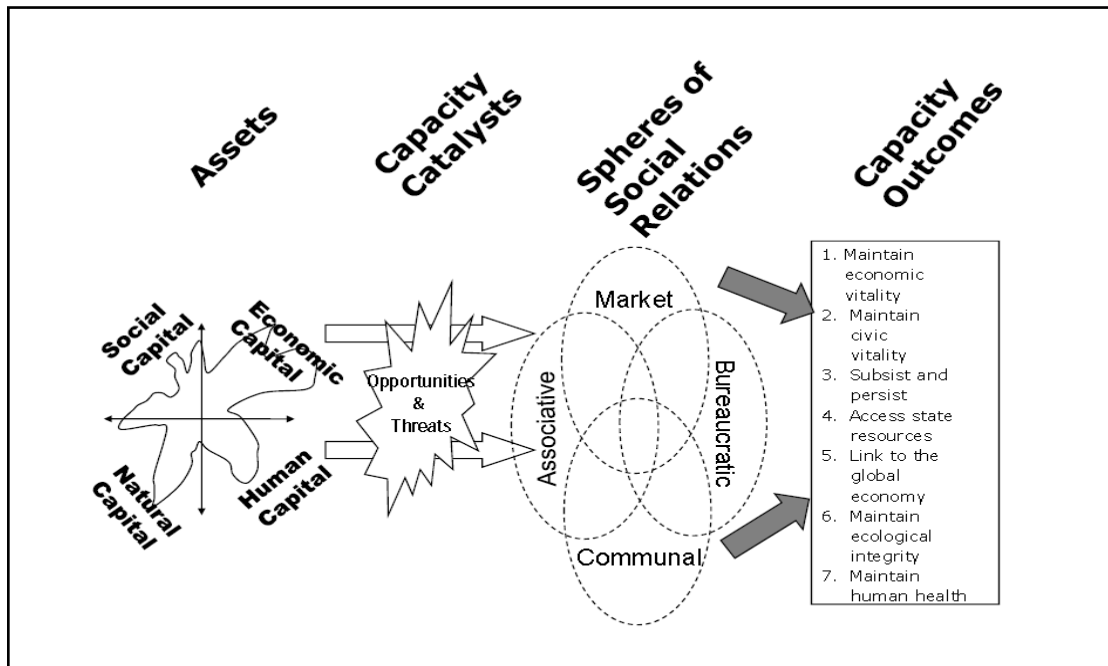 Assets
Capacity
Catalysts
Spheres of
Social
Relations
Capacity
Outcomes
Social
Capital
Economic
Capital
Natural
Capital
Human
Capital
Opportunities
&
Threats
Market
Associative
Bureaucratic
Communal
1. Maintain
economic
vitality
2. Maintain
civic
vitality
3. Subsist and
persist
4. Access state
resources
5. Link to the
global
economy
6. Maintain
ecological
integrity
7. Maintain
human health